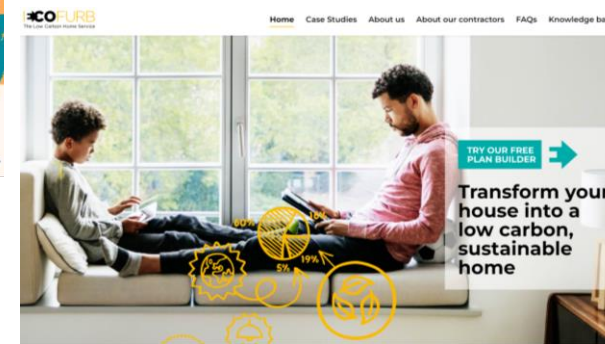 ECOFURB
The Low Carbon Home Service
Home Case Studies About us About our contractors FAQs Knowledge ba
TRY OUR FREE
PLAN BUILDER
Transform your
house into a
low carbon,
sustainable
home
60% 16%
19%
5%